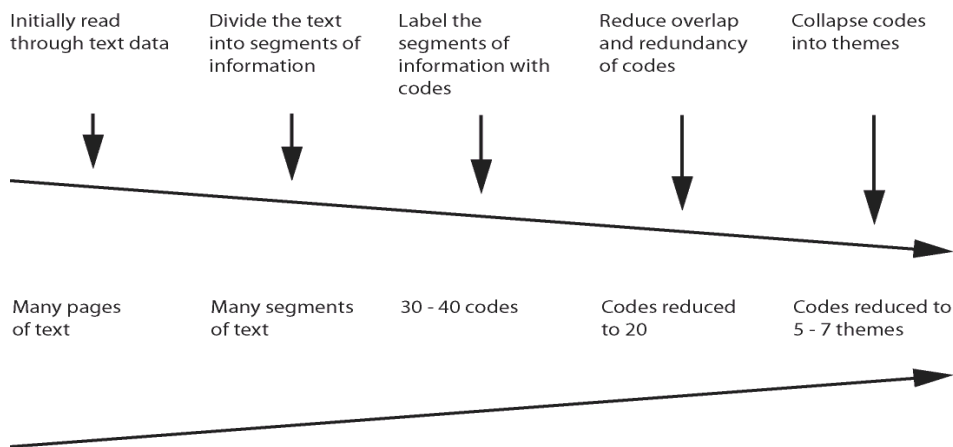 Initially read
through text data
Divide the text
into segments of
information
Label the
segments of
information with
codes
Reduce overlap
and redundancy
of codes
Collapse codes
into themes
Many pages
of text
Many segments
of text
30 - 40 codes
Codes reduced
to 20
Codes reduced to
5 - 7 themes